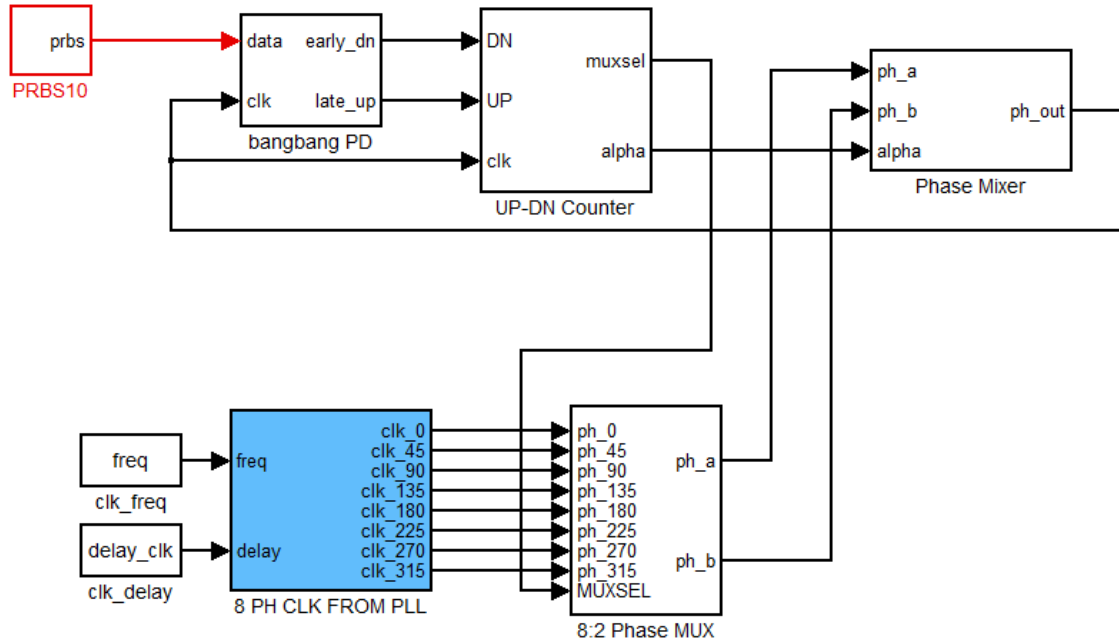 prbs
PRBS10
data
clk
early_dn
late_up
bangbang PD
DN
UP
clk
muxsel
alpha
UP-DN Counter
ph_a
ph_b
alpha
ph_out
Phase Mixer
freq
clk_freq
delay_clk
clk_delay
freq
delay
clk_0
clk_45
clk_90
clk_135
clk_180
clk_225
clk_270
clk_315
8 PH CLK FROM PLL
ph_0
ph_45
ph_90
ph_135
ph_180
ph_225
ph_270
ph_315
MUXSEL
ph_a
ph_b
8:2 Phase MUX